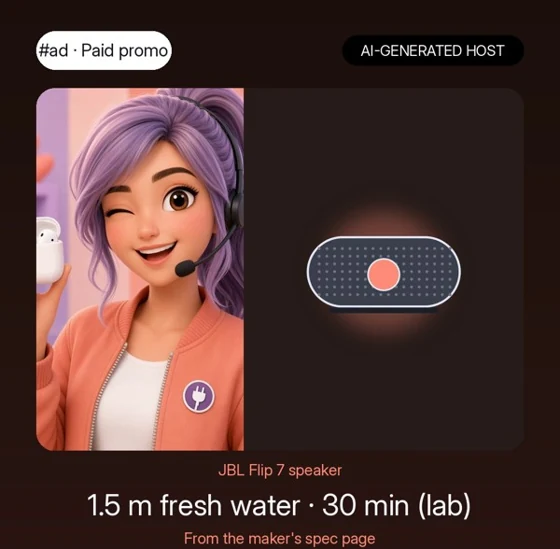 #ad · Paid promo
AI-GENERATED HOST
JBL Flip 7 speaker
1.5 m fresh water · 30 min (lab)
From the maker's spec page